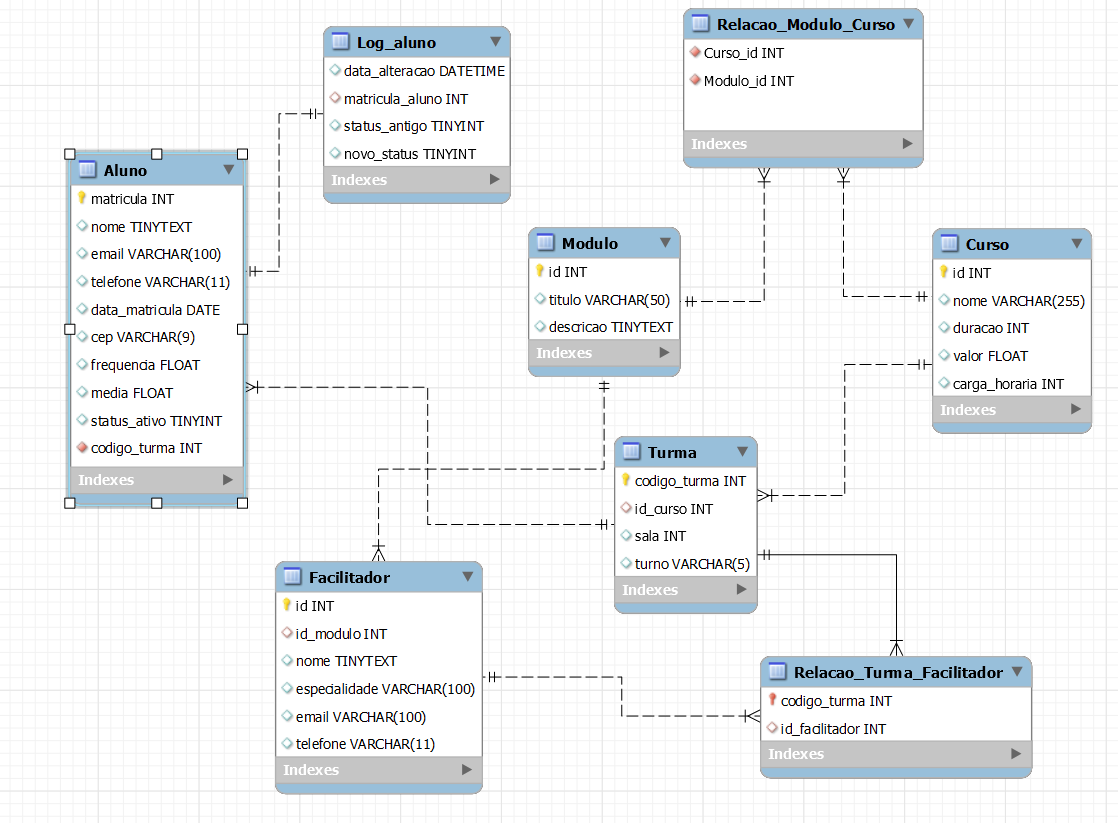 Log_aluno
data_alteracao DATETIME
matricula_aluno INT
status_antigo TINYINT
novo_status TINYINT
Indexes
Relacao_Modulo_Curso
Curso_id INT
Modulo_id INT
Indexes
Aluno
matricula INT
nome TINYTEXT
email VARCHAR(100)
telefone VARCHAR(11)
data_matricula DATE
cep VARCHAR(9)
frequencia FLOAT
media FLOAT
status_ativo TINYINT
codigo_turma INT
Indexes
Modulo
id INT
titulo VARCHAR(50)
descricao TINYTEXT
Indexes
Curso
id INT
nome VARCHAR(255)
duracao INT
valor FLOAT
carga_horaria INT
Indexes
Turma
codigo_turma INT
id_curso INT
sala INT
turno VARCHAR(5)
Indexes
Facilitador
id INT
id_modulo INT
nome TINYTEXT
especialidade VARCHAR(100)
email VARCHAR(100)
telefone VARCHAR(11)
Indexes
Relacao_Turma_Facilitador
codigo_turma INT
id_facilitador INT
Indexes